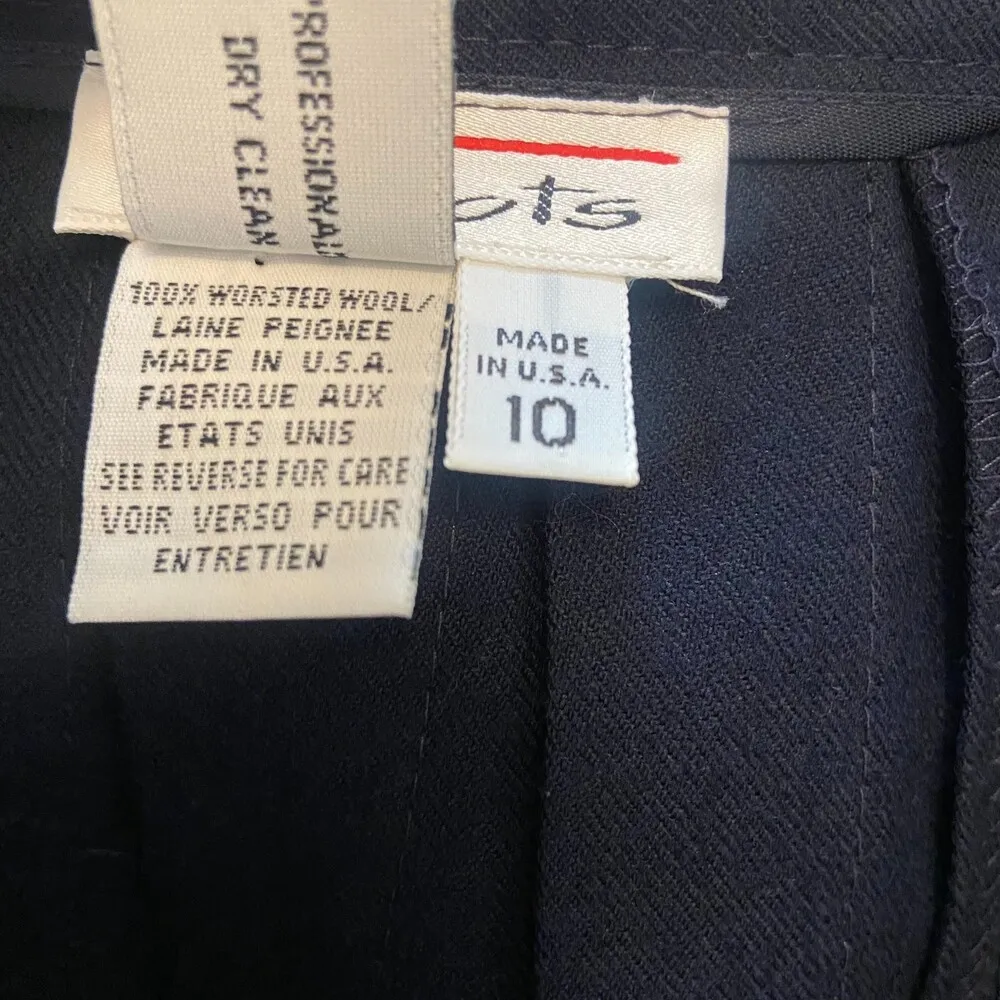 PROFESSIONAL
DRY CLEAN
100% WORSTED WOOL/
LAINE PEIGNEE
MADE IN U.S.A.
FABRIQUE AUX
ETATS UNIS
SEE REVERSE FOR CARE
VOIR VERSO POUR
ENTRETIEN
MADE
IN U.S.A.
10